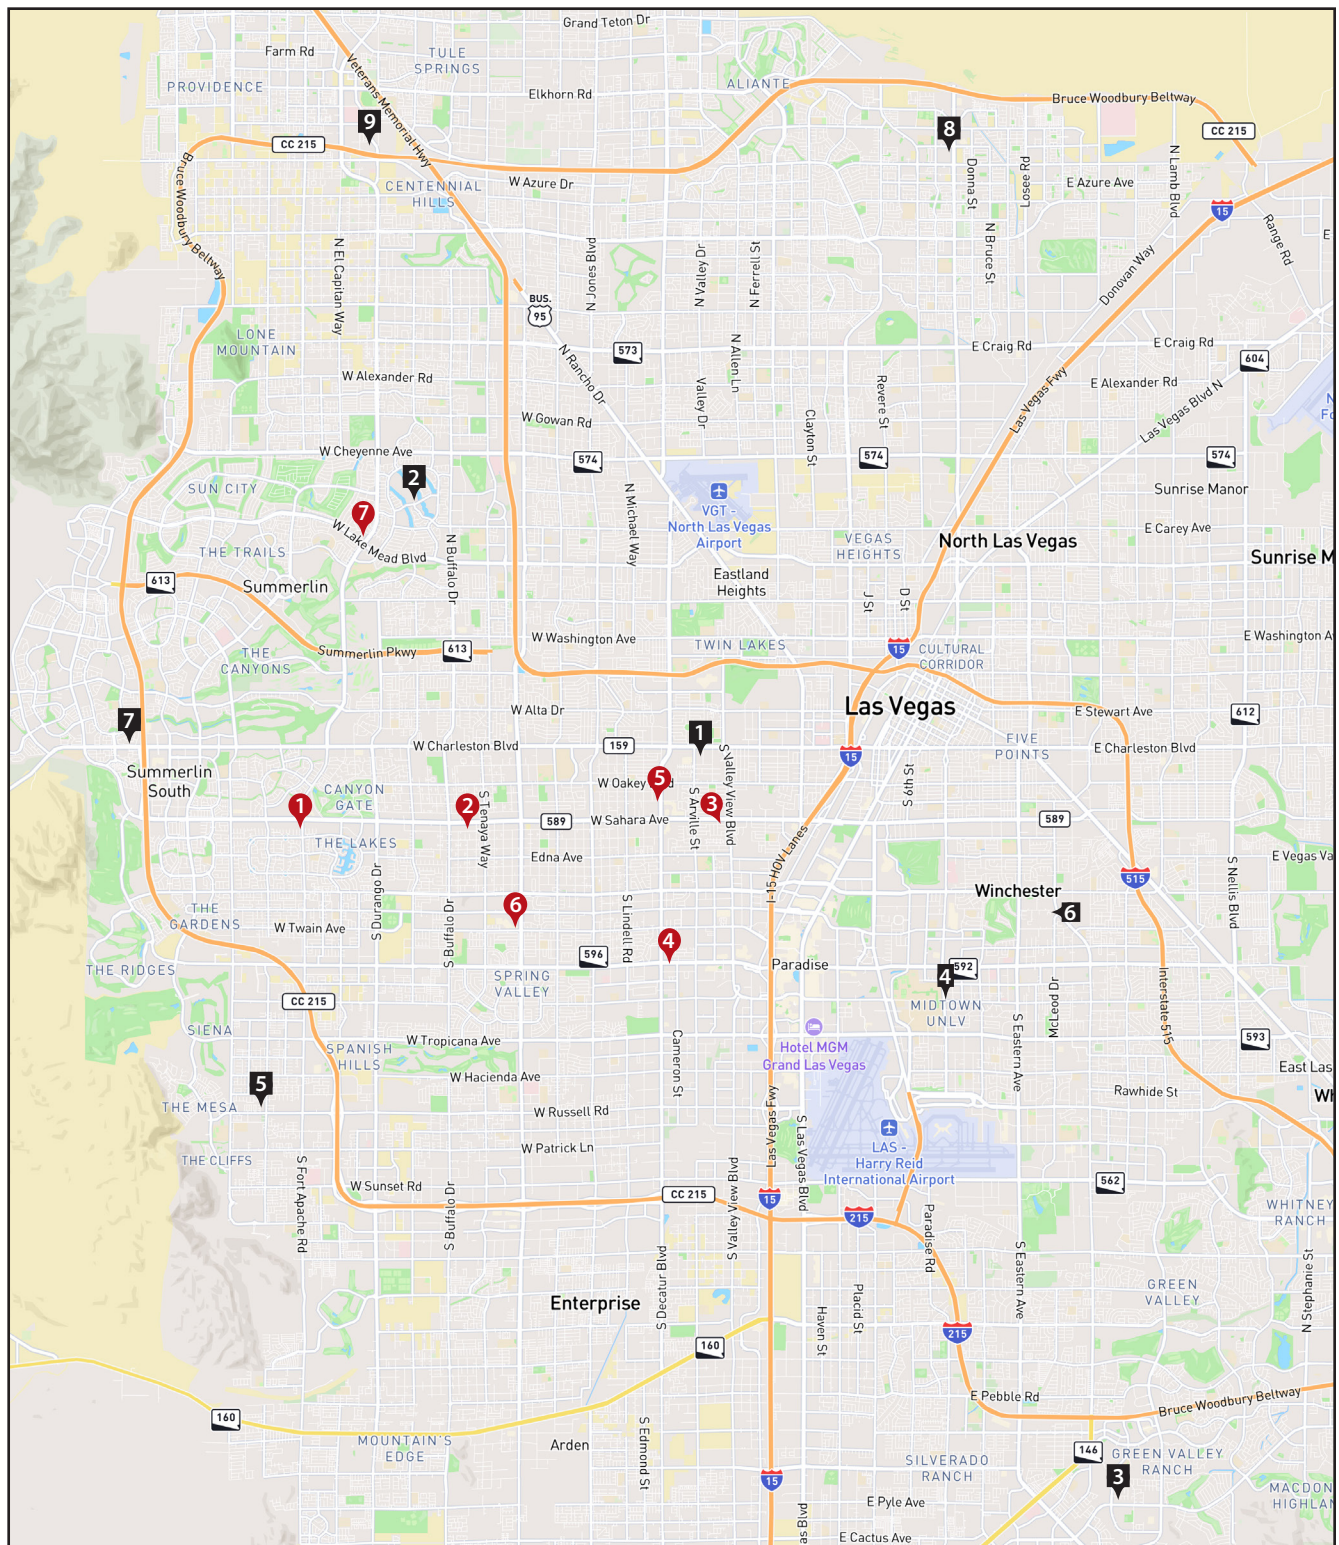 Grand Teton Dr
Farm Rd
TULE
SPRINGS
PROVIDENCE
Veterans Memorial Hwy
Elkhorn Rd
ALIANTE
Bruce Woodbury Beltway
9
8
CC 215
CC 215
Bruce Woodbury Beltway
CENTENNIAL
HILLS
W Azure Dr
Donna St
Losee Rd
E Azure Ave
N Lamb Blvd
15
Range Rd
E
N El Capitan Way
N Jones Blvd
N Valley Dr
N Ferrell St
N Bruce St
Donovan Way
BUS.
95
LONE
MOUNTAIN
573
N Rancho Dr
N Allen Ln
E Craig Rd
E Craig Rd
604
W Alexander Rd
Valley Dr
Revere St
Las Vegas Fwy
E Alexander Rd
Las Vegas Blvd N
N
Fo
W Gowan Rd
Clayton St
W Cheyenne Ave
574
574
574
2
SUN CITY
N Michael Way
VGT -
North Las Vegas
Airport
Sunrise Manor
7
W Lake Mead Blvd
E Carey Ave
THE TRAILS
N Buffalo Dr
VEGAS
HEIGHTS
North Las Vegas
Sunrise M
613
Summerlin
Eastland
Heights
J St
D St
W Washington Ave
TWIN LAKES
15
CULTURAL
CORRIDOR
E Washington A
THE
CANYONS
Summerlin Pkwy
613
7
W Alta Dr
Las Vegas
E Stewart Ave
612
1
W Charleston Blvd
159
S Valley View Blvd
15
FIVE
POINTS
E Charleston Blvd
Summerlin
South
5
W Oakey
S 6th St
CANYON
GATE
1
2
S Tenaya Way
3
S Arville St
589
W Sahara Ave
589
THE LAKES
I-15 HOV Lanes
Edna Ave
E Vegas Va
S Durango Dr
515
S Nellis Blvd
Winchester
6
THE
GARDENS
W Twain Ave
S Buffalo Dr
6
S Lindell Rd
4
596
Paradise
592
4
THE RIDGES
SPRING
VALLEY
MIDTOWN
UNLV
McLeod Dr
Interstate 515
CC 215
SIENA
Hotel MGM
Grand Las Vegas
S Eastern Ave
593
W Tropicana Ave
SPANISH
HILLS
Cameron St
East Las
5
W Hacienda Ave
Rawhide St
Wh
THE MESA
W Russell Rd
Las Vegas Fwy
S Las Vegas Blvd
LAS -
Harry Reid
International Airport
W Patrick Ln
THE CLIFFS
S Fort Apache Rd
W Sunset Rd
S Buffalo Dr
CC 215
S Valley View Blvd
15
562
WHITNEY
RANCH
215
Paradise Rd
S Decatur Blvd
S Eastern Ave
N Stephanie St
GREEN
VALLEY
Enterprise
Placid St
Haven St
215
160
E Pebble Rd
Bruce Woodbury Beltway
160
MOUNTAIN'S
EDGE
Arden
S Edmond St
SILVERADO
RANCH
146
GREEN VALLEY
RANCH
3
15
MACDON
HIGHLAN
E Pyle Ave
as Blvd
E Cactus Ave